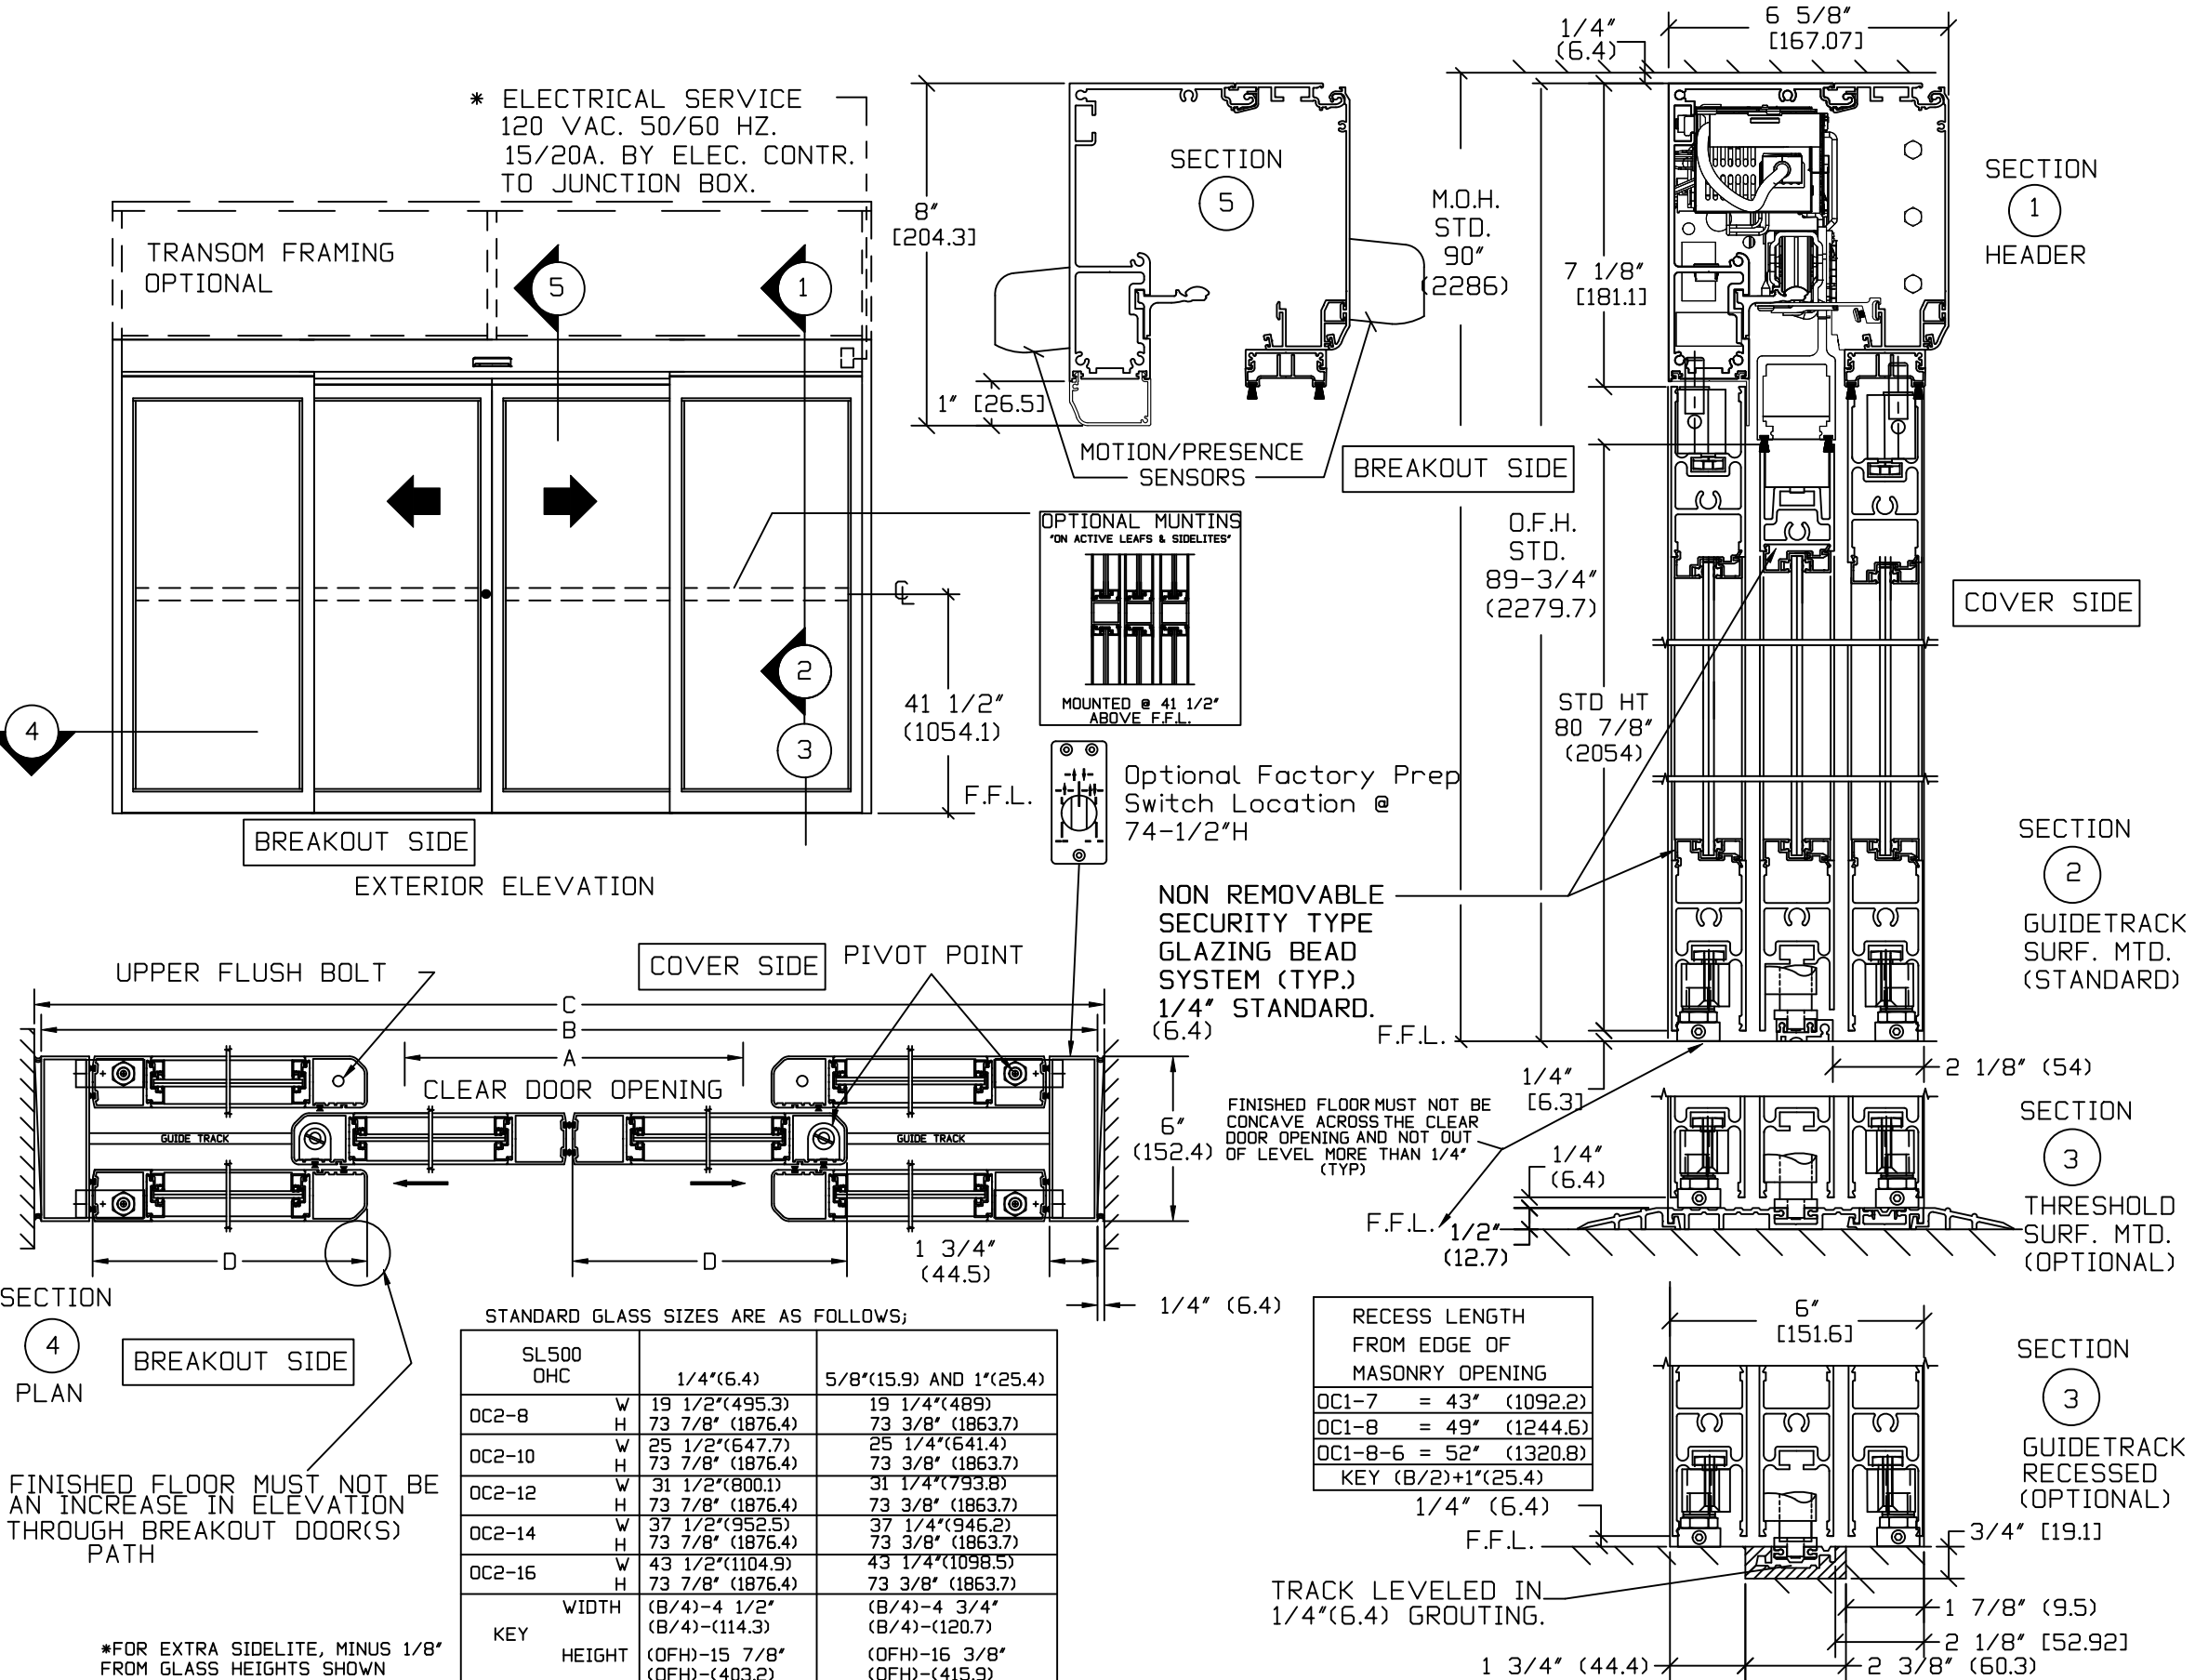 * ELECTRICAL SERVICE
120 VAC. 50/60 HZ.
15/20A. BY ELEC. CONTR.
TO JUNCTION BOX.
TRANSOM FRAMING
OPTIONAL
5
1
2
3
4
℄
41 1/2"
(1054.1)
F.F.L.
BREAKOUT SIDE
EXTERIOR ELEVATION
8"
[204.3]
1" [26.5]
SECTION
5
MOTION/PRESENCE
SENSORS
OPTIONAL MUNTINS
"ON ACTIVE LEAFS & SIDELITES"
MOUNTED @ 41 1/2"
ABOVE F.F.L.
Optional Factory Prep
Switch Location @
74-1/2"H
1/4"
(6.4)
6 5/8"
[167.07]
M.O.H.
STD.
90"
(2286)
7 1/8"
[181.1]
SECTION
1
HEADER
BREAKOUT SIDE
O.F.H.
STD.
89-3/4"
(2279.7)
COVER SIDE
STD HT
80 7/8"
(2054)
NON REMOVABLE
SECURITY TYPE
GLAZING BEAD
SYSTEM (TYP.)
1/4" STANDARD.
(6.4)
SECTION
2
GUIDETRACK
SURF. MTD.
(STANDARD)
F.F.L.
1/4"
[6.3]
2 1/8" (54)
FINISHED FLOOR MUST NOT BE
CONCAVE ACROSS THE CLEAR
DOOR OPENING AND NOT OUT
OF LEVEL MORE THAN 1/4"
(TYP)
1/4"
(6.4)
F.F.L.
1/2"
(12.7)
SECTION
3
THRESHOLD
SURF. MTD.
(OPTIONAL)
UPPER FLUSH BOLT
COVER SIDE
PIVOT POINT
C
B
A
CLEAR DOOR OPENING
GUIDE TRACK
GUIDE TRACK
6"
(152.4)
D
D
1 3/4"
(44.5)
1/4" (6.4)
SECTION
4
PLAN
BREAKOUT SIDE
FINISHED FLOOR MUST NOT BE
AN INCREASE IN ELEVATION
THROUGH BREAKOUT DOOR(S)
PATH
*FOR EXTRA SIDELITE, MINUS 1/8"
FROM GLASS HEIGHTS SHOWN
STANDARD GLASS SIZES ARE AS FOLLOWS;
SL500
OHC
1/4"(6.4)
5/8"(15.9) AND 1"(25.4)
OC2-8
W 19 1/2"(495.3) 19 1/4"(489)
H 73 7/8" (1876.4) 73 3/8" (1863.7)
OC2-10
W 25 1/2"(647.7) 25 1/4"(641.4)
H 73 7/8" (1876.4) 73 3/8" (1863.7)
OC2-12
W 31 1/2"(800.1) 31 1/4"(793.8)
H 73 7/8" (1876.4) 73 3/8" (1863.7)
OC2-14
W 37 1/2"(952.5) 37 1/4"(946.2)
H 73 7/8" (1876.4) 73 3/8" (1863.7)
OC2-16
W 43 1/2"(1104.9) 43 1/4"(1098.5)
H 73 7/8" (1876.4) 73 3/8" (1863.7)
KEY
WIDTH (B/4)-4 1/2" (B/4)-4 3/4"
(B/4)-(114.3) (B/4)-(120.7)
HEIGHT (OFH)-15 7/8" (OFH)-16 3/8"
(OFH)-(403.2) (OFH)-(415.9)
RECESS LENGTH
FROM EDGE OF
MASONRY OPENING
OC1-7 = 43" (1092.2)
OC1-8 = 49" (1244.6)
OC1-8-6 = 52" (1320.8)
KEY (B/2)+1"(25.4)
6"
[151.6]
SECTION
3
GUIDETRACK
RECESSED
(OPTIONAL)
1/4" (6.4)
F.F.L.
3/4" [19.1]
TRACK LEVELED IN
1/4"(6.4) GROUTING.
1 7/8" (9.5)
2 1/8" [52.92]
1 3/4" (44.4)
2 3/8" (60.3)